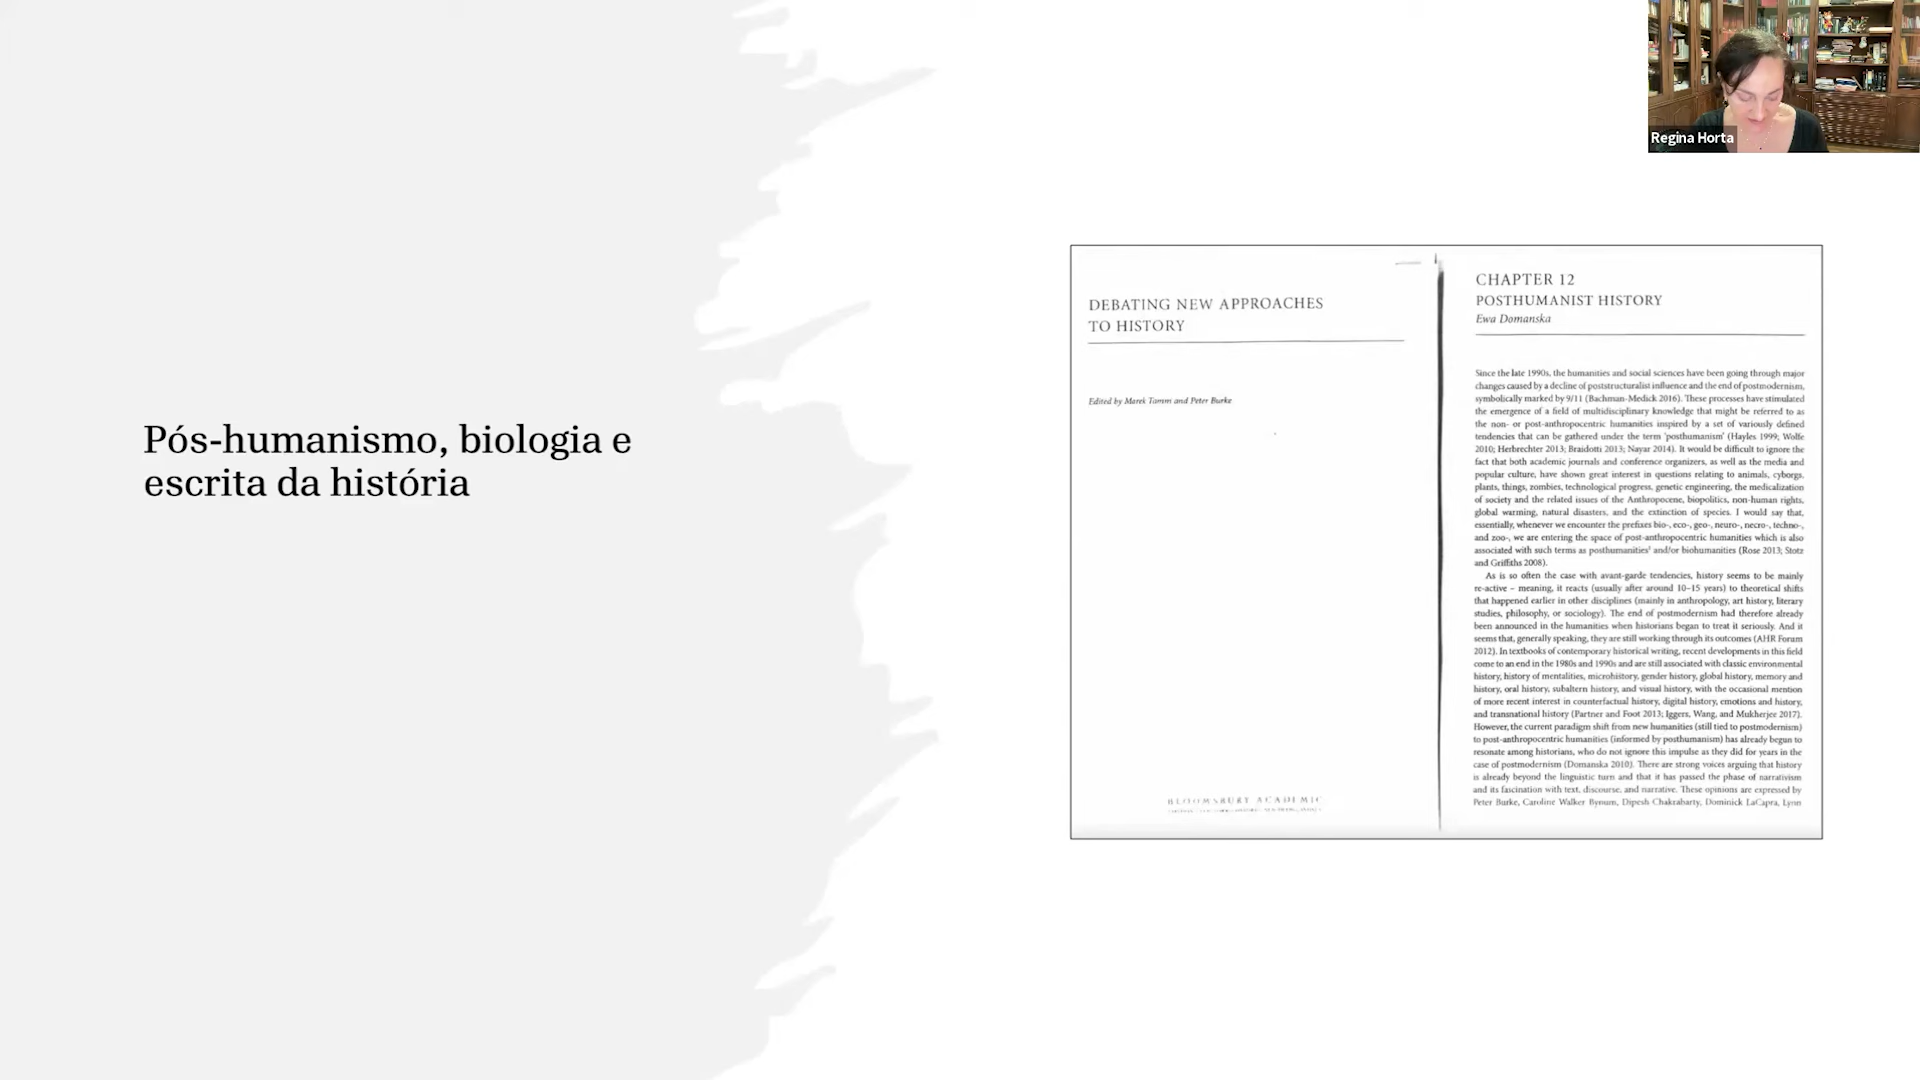 Regina Horta
Pós-humanismo, biologia e
escrita da história
DEBATING NEW APPROACHES
TO HISTORY
Edited by Marek Tamm and Peter Burke
BLOOMSBURY ACADEMIC
CHAPTER 12
POSTHUMANIST HISTORY
Ewa Domanska
Since the late 1990s, the humanities and social sciences have been going through major
changes caused by a decline of poststructuralist influence and the end of postmodernism,
symbolically marked by 9/11 (Bachman-Medick 2016). These processes have stimulated
the emergence of a field of multidisciplinary knowledge that might be referred to as
the non- or post-anthropocentric humanities inspired by a set of variously defined
tendencies that can be gathered under the term 'posthumanism' (Hayles 1999; Wolfe
2010; Herbrechter 2013; Braidotti 2013; Nayar 2014). It would be difficult to ignore the
fact that both academic journals and conference organizers, as well as the media and
popular culture, have shown great interest in questions relating to animals, cyborgs,
plants, things, zombies, technological progress, genetic engineering, the medicalization
of society and the related issues of the Anthropocene, biopolitics, non-human rights,
global warming, natural disasters, and the extinction of species. I would say that,
essentially, whenever we encounter the prefixes bio-, eco-, geo-, neuro-, necro-, techno-,
and zoo-, we are entering the space of post-anthropocentric humanities which is also
associated with such terms as posthumanities¹ and/or biohumanities (Rose 2013; Stotz
and Griffiths 2008).
As is so often the case with avant-garde tendencies, history seems to be mainly
re-active – meaning, it reacts (usually after around 10–15 years) to theoretical shifts
that happened earlier in other disciplines (mainly in anthropology, art history, literary
studies, philosophy, or sociology). The end of postmodernism had therefore already
been announced in the humanities when historians began to treat it seriously. And it
seems that, generally speaking, they are still working through its outcomes (AHR Forum
2012). In textbooks of contemporary historical writing, recent developments in this field
come to an end in the 1980s and 1990s and are still associated with classic environmental
history, history of mentalities, microhistory, gender history, global history, memory and
history, oral history, subaltern history, and visual history, with the occasional mention
of more recent interest in counterfactual history, digital history, emotions and history,
and transnational history (Partner and Foot 2013; Iggers, Wang, and Mukherjee 2017).
However, the current paradigm shift from new humanities (still tied to postmodernism)
to post-anthropocentric humanities (informed by posthumanism) has already begun to
resonate among historians, who do not ignore this impulse as they did for years in the
case of postmodernism (Domanska 2010). There are strong voices arguing that history
is already beyond the linguistic turn and that it has passed the phase of narrativism
and its fascination with text, discourse, and narrative. These opinions are expressed by
Peter Burke, Caroline Walker Bynum, Dipesh Chakrabarty, Dominick LaCapra, Lynn